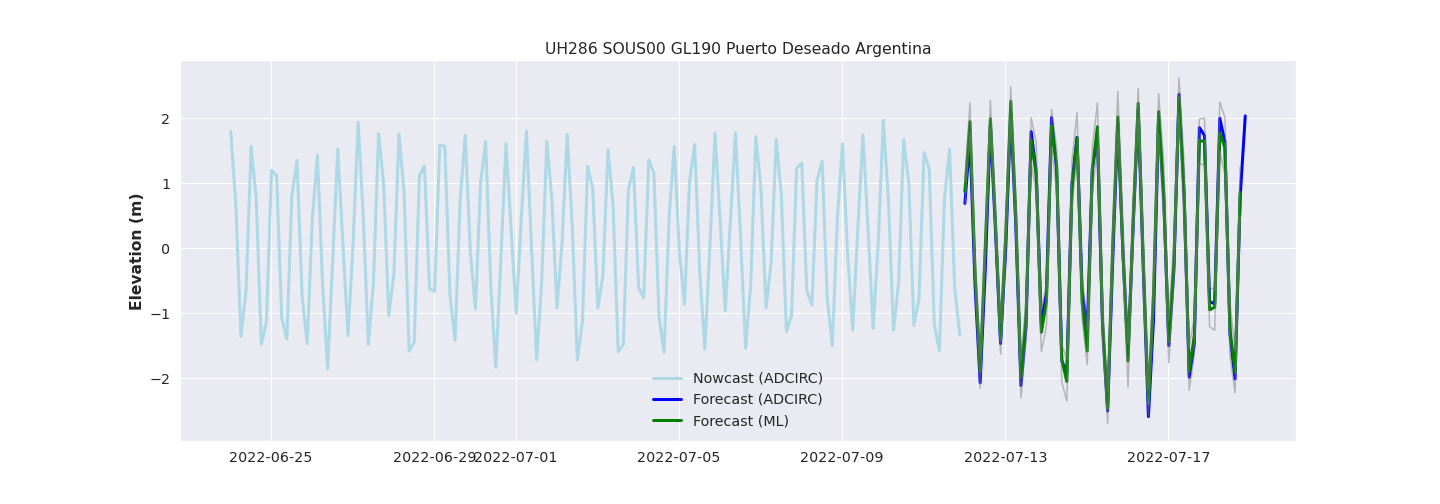 UH286 SOUS00 GL190 Puerto Deseado Argentina
Elevation (m)
2
1
0
−1
−2
Nowcast (ADCIRC)
Forecast (ADCIRC)
Forecast (ML)
2022-06-25
2022-06-29
2022-07-01
2022-07-05
2022-07-09
2022-07-13
2022-07-17